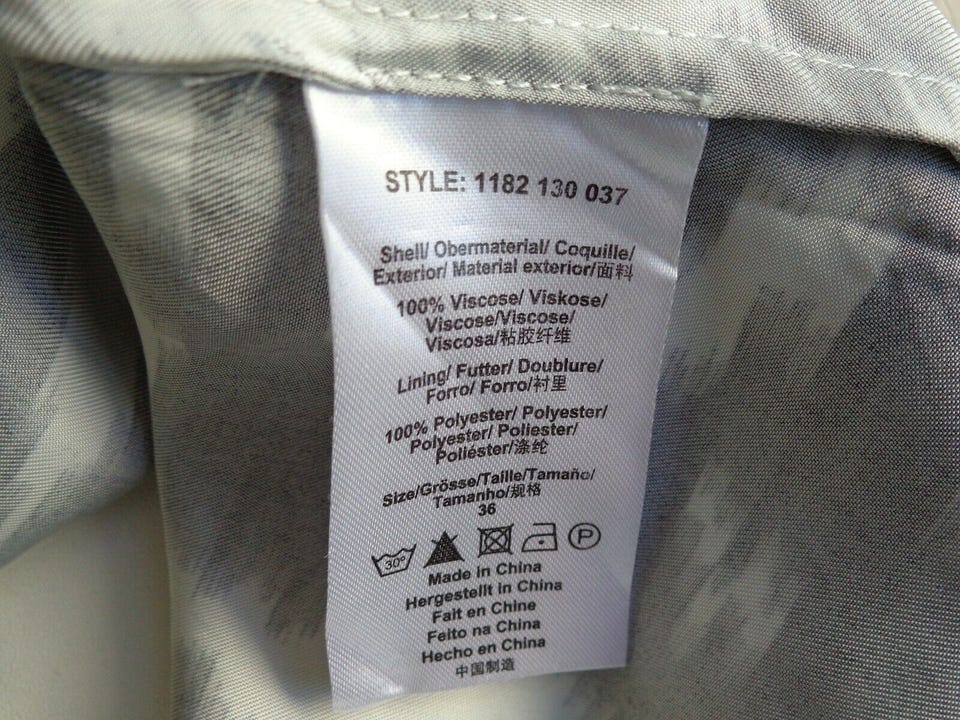 STYLE: 1182 130 037
Shell/ Obermaterial/ Coquille/
Exterior/ Material exterior/面料
100% Viscose/ Viskose/
Viscose/Viscose/
Viscosa/粘胶纤维
Lining/ Futter/ Doublure/
Forro/ Forro/衬里
100% Polyester/ Polyester/
Polyester/ Poliester/
Poliéster/涤纶
Size/Grösse/Taille/Tamaño/
Tamanho/规格
36
30° P
Made in China
Hergestellt in China
Fait en Chine
Feito na China
Hecho en China
中国制造